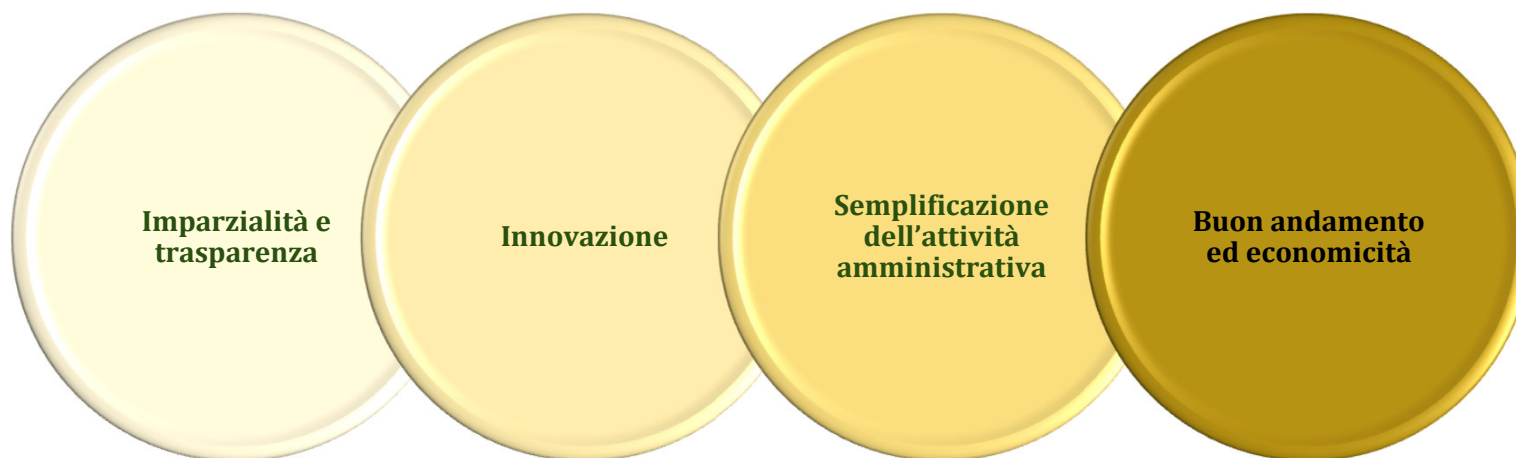 Imparzialità e
trasparenza
Innovazione
Semplificazione
dell’attività
amministrativa
Buon andamento
ed economicità